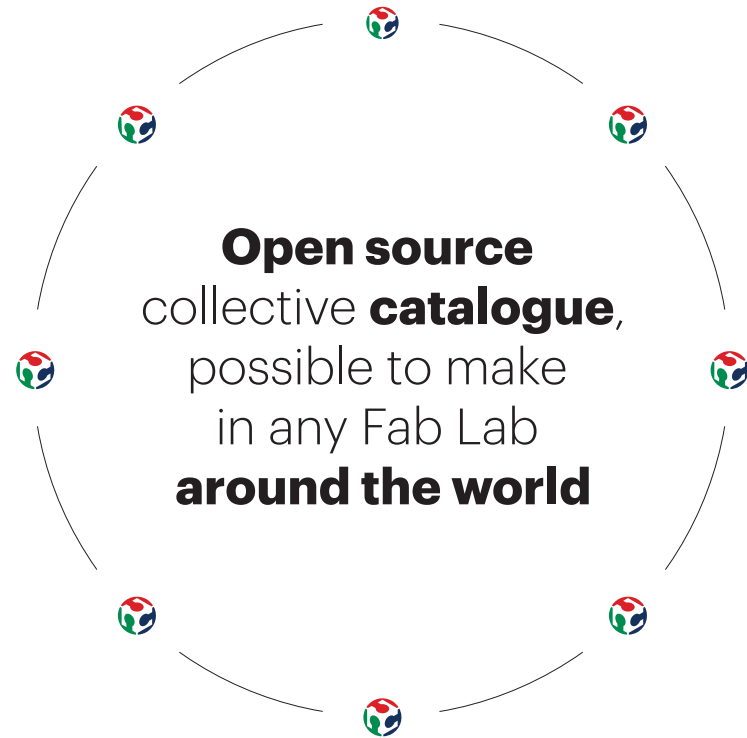 Open source
collective catalogue,
possible to make
in any Fab Lab
around the world